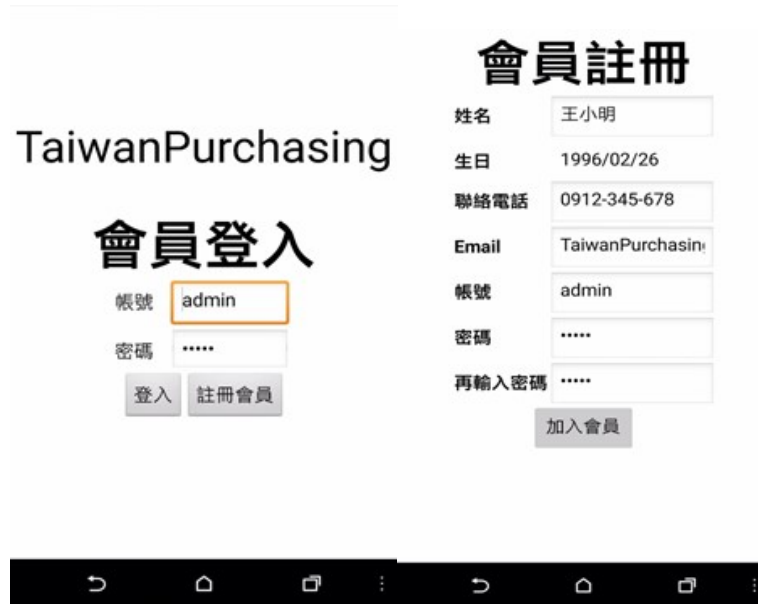 TaiwanPurchasing
會員登入
帳號 admin
密碼 •••••
登入 註冊會員
會員註冊
姓名 王小明
生日 1996/02/26
聯絡電話 0912-345-678
Email TaiwanPurchasin
帳號 admin
密碼 •••••
再輸入密碼 •••••
加入會員